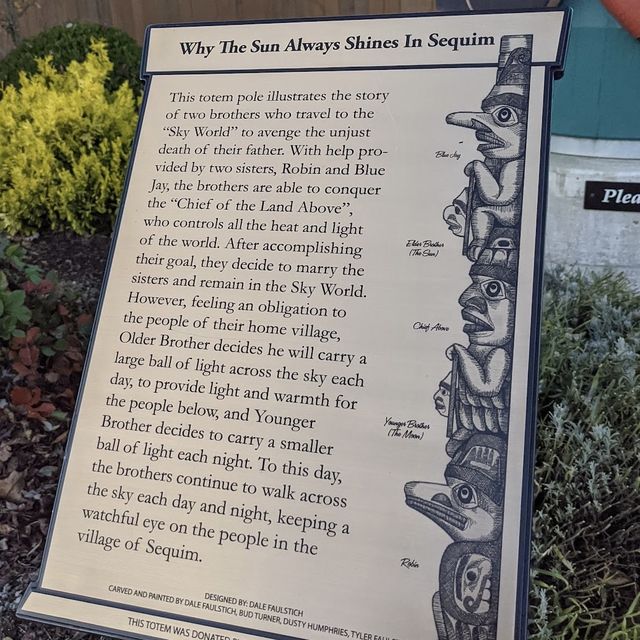 Why The Sun Always Shines In Sequim
This totem pole illustrates the story
of two brothers who travel to the
“Sky World” to avenge the unjust
death of their father. With help pro-
vided by two sisters, Robin and Blue
Jay, the brothers are able to conquer
the “Chief of the Land Above”,
who controls all the heat and light
of the world. After accomplishing
their goal, they decide to marry the
sisters and remain in the Sky World.
However, feeling an obligation to
the people of their home village,
Older Brother decides he will carry a
large ball of light across the sky each
day, to provide light and warmth for
the people below, and Younger
Brother decides to carry a smaller
ball of light each night. To this day,
the brothers continue to walk across
the sky each day and night, keeping a
watchful eye on the people in the
village of Sequim.
Blue Jay
Elder Brother
(The Sun)
Chief Above
Younger Brother
(The Moon)
Robin
DESIGNED BY: DALE FAULSTICH
CARVED AND PAINTED BY DALE FAULSTICH, BUD TURNER, DUSTY HUMPHRIES, TYLER
THIS TOTEM WAS DONATED